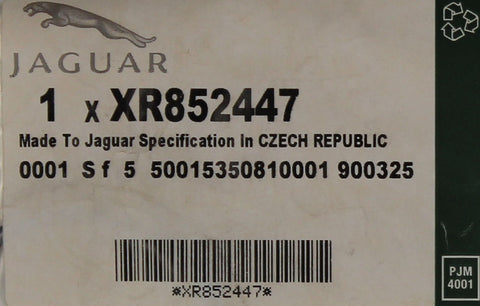 JAGUAR
1 x XR852447
Made To Jaguar Specification In CZECH REPUBLIC
0001 Sf 5 50015350810001 900325
*XR852447*
PJM
4001